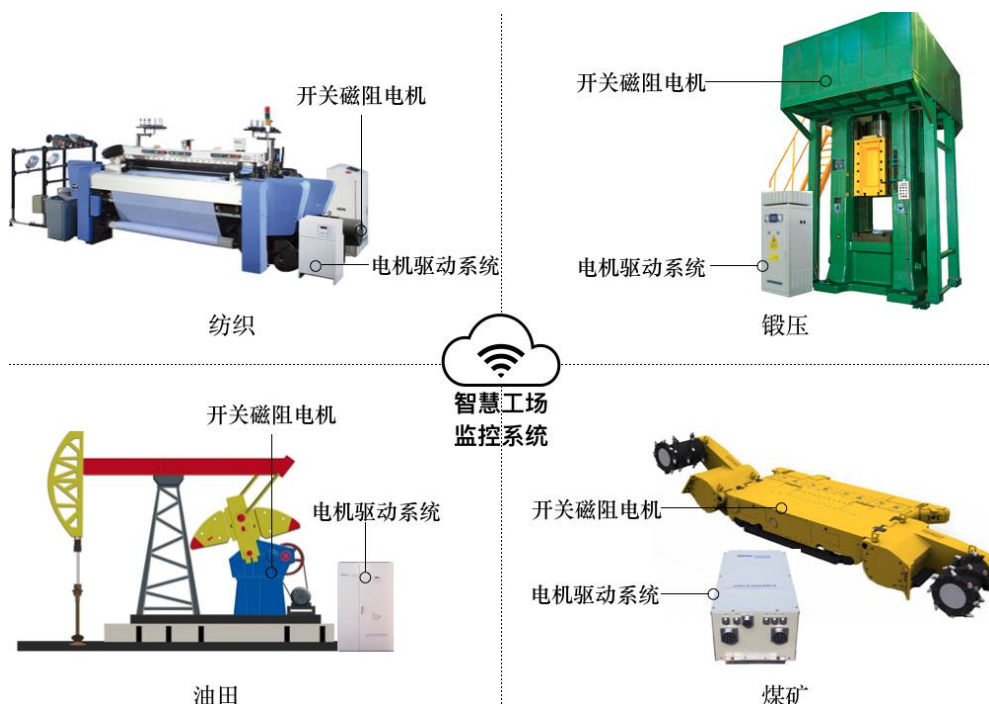 开关磁阻电机
电机驱动系统
纺织
开关磁阻电机
电机驱动系统
锻压
智慧工场
监控系统
开关磁阻电机
电机驱动系统
油田
开关磁阻电机
电机驱动系统
煤矿